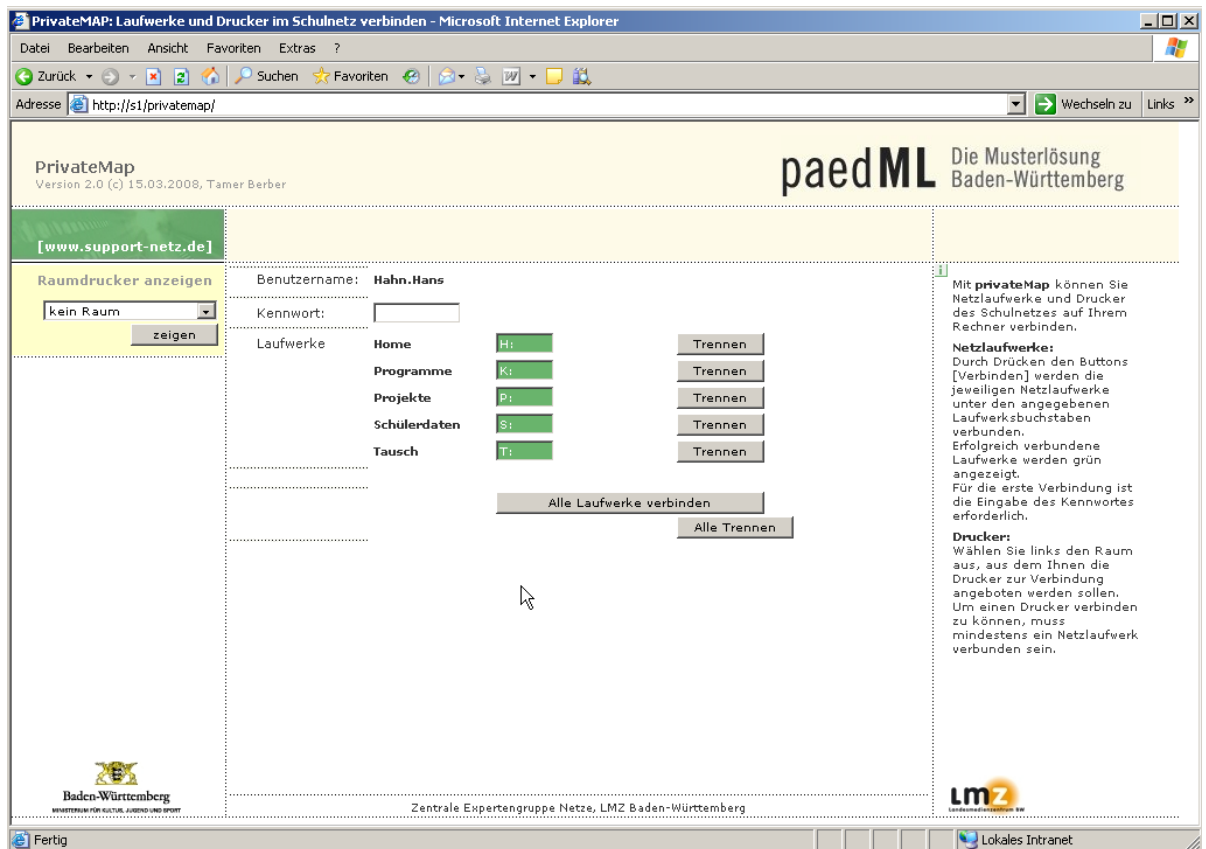 PrivateMAP: Laufwerke und Drucker im Schulnetz verbinden - Microsoft Internet Explorer
Datei Bearbeiten Ansicht Favoriten Extras ?
Zurück Suchen Favoriten
Adresse http://s1/privatemap/ Wechseln zu Links »
PrivateMap
Version 2.0 (c) 15.03.2008, Tamer Berber
paedML Die Musterlösung
Baden-Württemberg
[www.support-netz.de]
Raumdrucker anzeigen
kein Raum
zeigen
Benutzername: Hahn.Hans
Kennwort:
Laufwerke Home H: Trennen
Programme K: Trennen
Projekte P: Trennen
Schülerdaten S: Trennen
Tausch T: Trennen
Alle Laufwerke verbinden
Alle Trennen
i
Mit privateMap können Sie
Netzlaufwerke und Drucker
des Schulnetzes auf Ihrem
Rechner verbinden.
Netzlaufwerke:
Durch Drücken den Buttons
[Verbinden] werden die
jeweiligen Netzlaufwerke
unter den angegebenen
Laufwerksbuchstaben
verbunden.
Erfolgreich verbundene
Laufwerke werden grün
angezeigt.
Für die erste Verbindung ist
die Eingabe des Kennwortes
erforderlich.
Drucker:
Wählen Sie links den Raum
aus, aus dem Ihnen die
Drucker zur Verbindung
angeboten werden sollen.
Um einen Drucker verbinden
zu können, muss
mindestens ein Netzlaufwerk
verbunden sein.
Baden-Württemberg
MINISTERIUM FÜR KULTUS, JUGEND UND SPORT
Zentrale Expertengruppe Netze, LMZ Baden-Württemberg
LMZ
Landesmedienzentrum BW
Fertig
Lokales Intranet